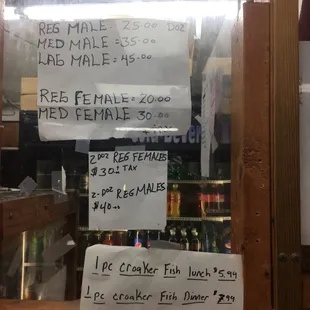 REG MALE - 25.00 DOZ
MED MALE = 35.00
LAG MALE = 45.00
REG FEMALE = 20.00
MED FEMALE 30.00
+ TAX
2 DOZ REG FEMALES
$30+ TAX
2- DOZ REG MALES
$40
1 pc croaker Fish lunch $5.99
1 pc croaker Fish Dinner $7.99